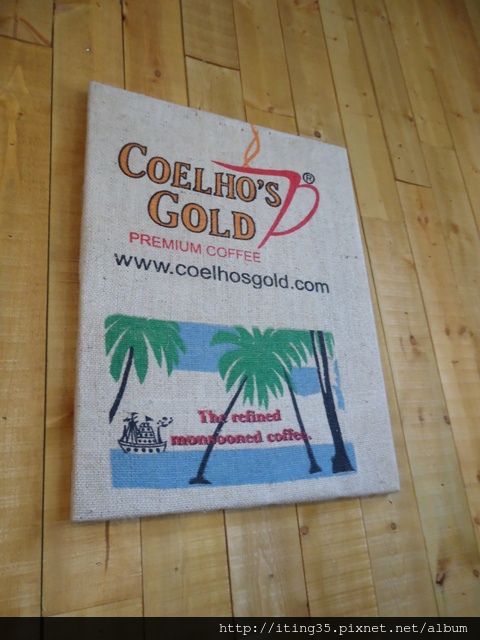 COELHO'S
GOLD
®
PREMIUM COFFEE
www.coelhosgold.com
The refined
monsooned coffee.
http://iting35.pixnet.net/album